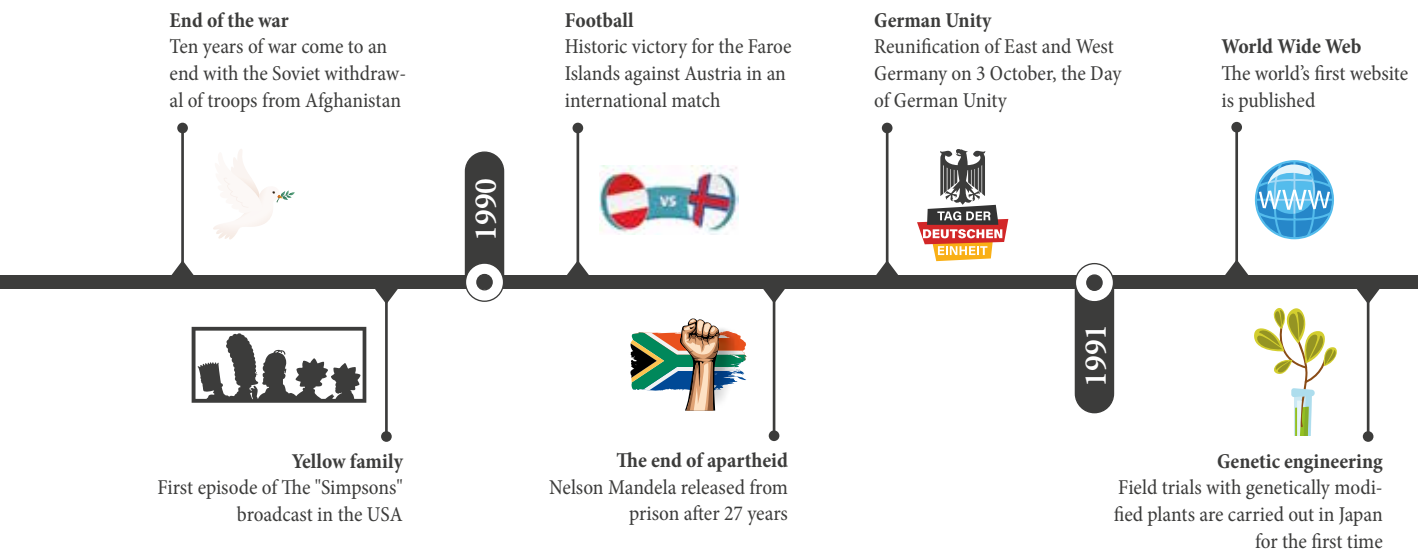 End of the war
Ten years of war come to an
end with the Soviet withdraw-
al of troops from Afghanistan
Football
Historic victory for the Faroe
Islands against Austria in an
international match
German Unity
Reunification of East and West
Germany on 3 October, the Day
of German Unity
World Wide Web
The world's first website
is published
1990
VS
TAG DER
DEUTSCHEN
EINHEIT
WWW
1991
Yellow family
First episode of The "Simpsons"
broadcast in the USA
The end of apartheid
Nelson Mandela released from
prison after 27 years
Genetic engineering
Field trials with genetically modi-
fied plants are carried out in Japan
for the first time